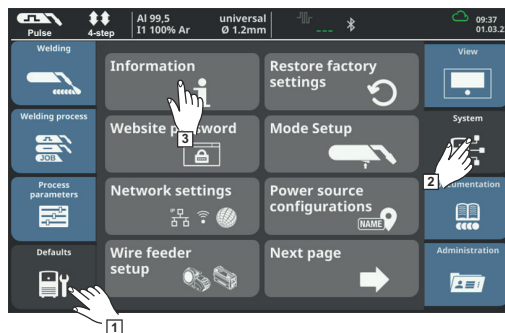 Pulse
4-step
Al 99,5 universal
I1 100% Ar Ø 1.2mm
---
09:37
01.03.2
Welding
Welding process
JOB
Process
parameters
Defaults
1
Information
3
Restore factory
settings
Website password
Mode Setup
Network settings
Power source
configurations
NAME
Wire feeder
setup
Next page
View
System
2
Documentation
Administration